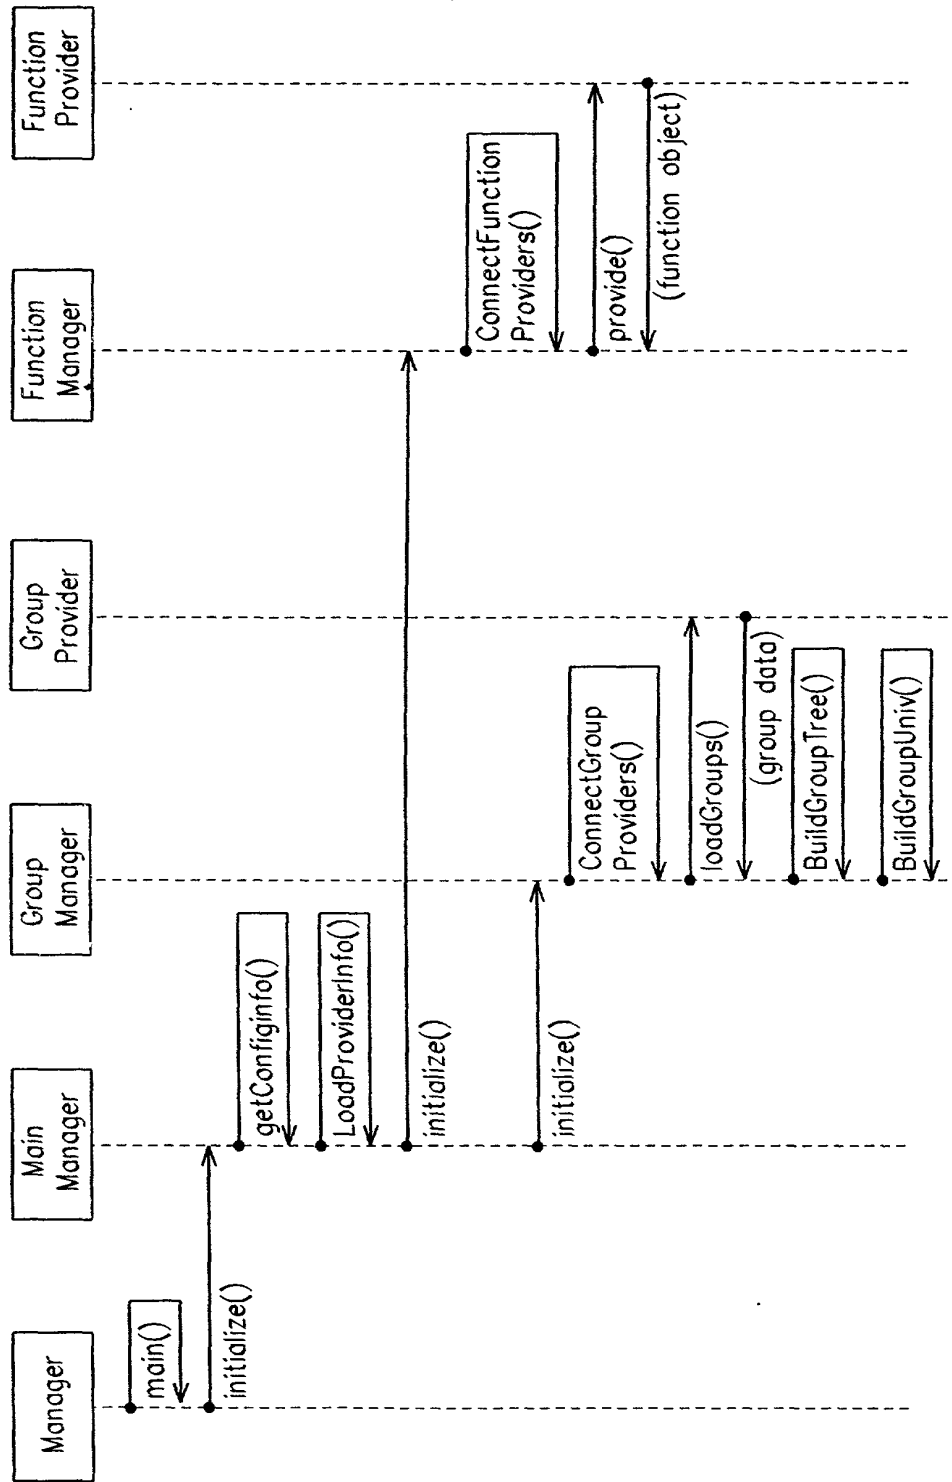 Manager
Main
Manager
Group
Manager
Group
Provider
Function
Manager
Function
Provider
main()
initialize()
getConfiginfo()
LoadProviderInfo()
initialize()
ConnectFunction
Providers()
initialize()
ConnectGroup
Providers()
provide()
(function object)
loadGroups()
(group data)
BuildGroupTree()
BuildGroupUniv()